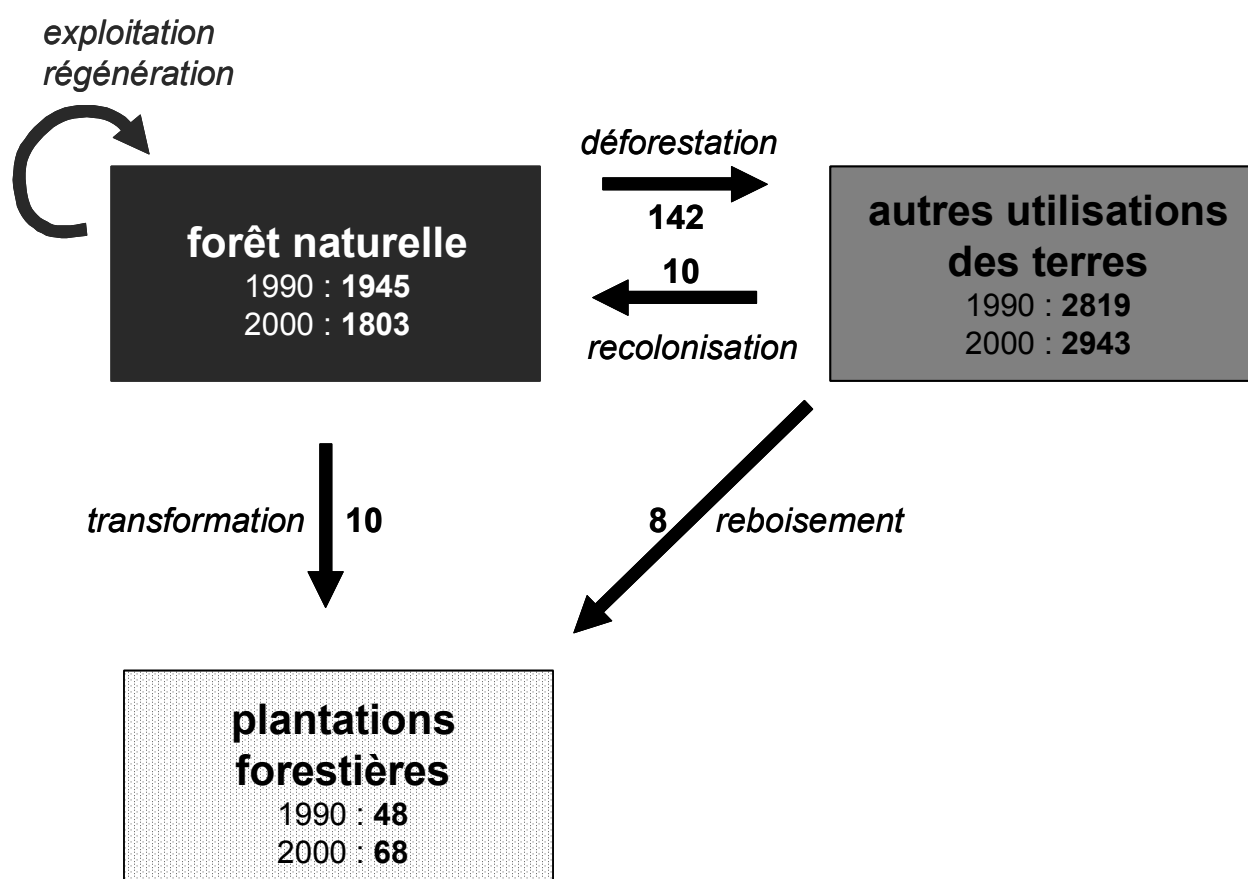 exploitation
régénération
déforestation
142
10
recolonisation
forêt naturelle
1990 : 1945
2000 : 1803
autres utilisations
des terres
1990 : 2819
2000 : 2943
transformation
10
8
reboisement
plantations
forestières
1990 : 48
2000 : 68